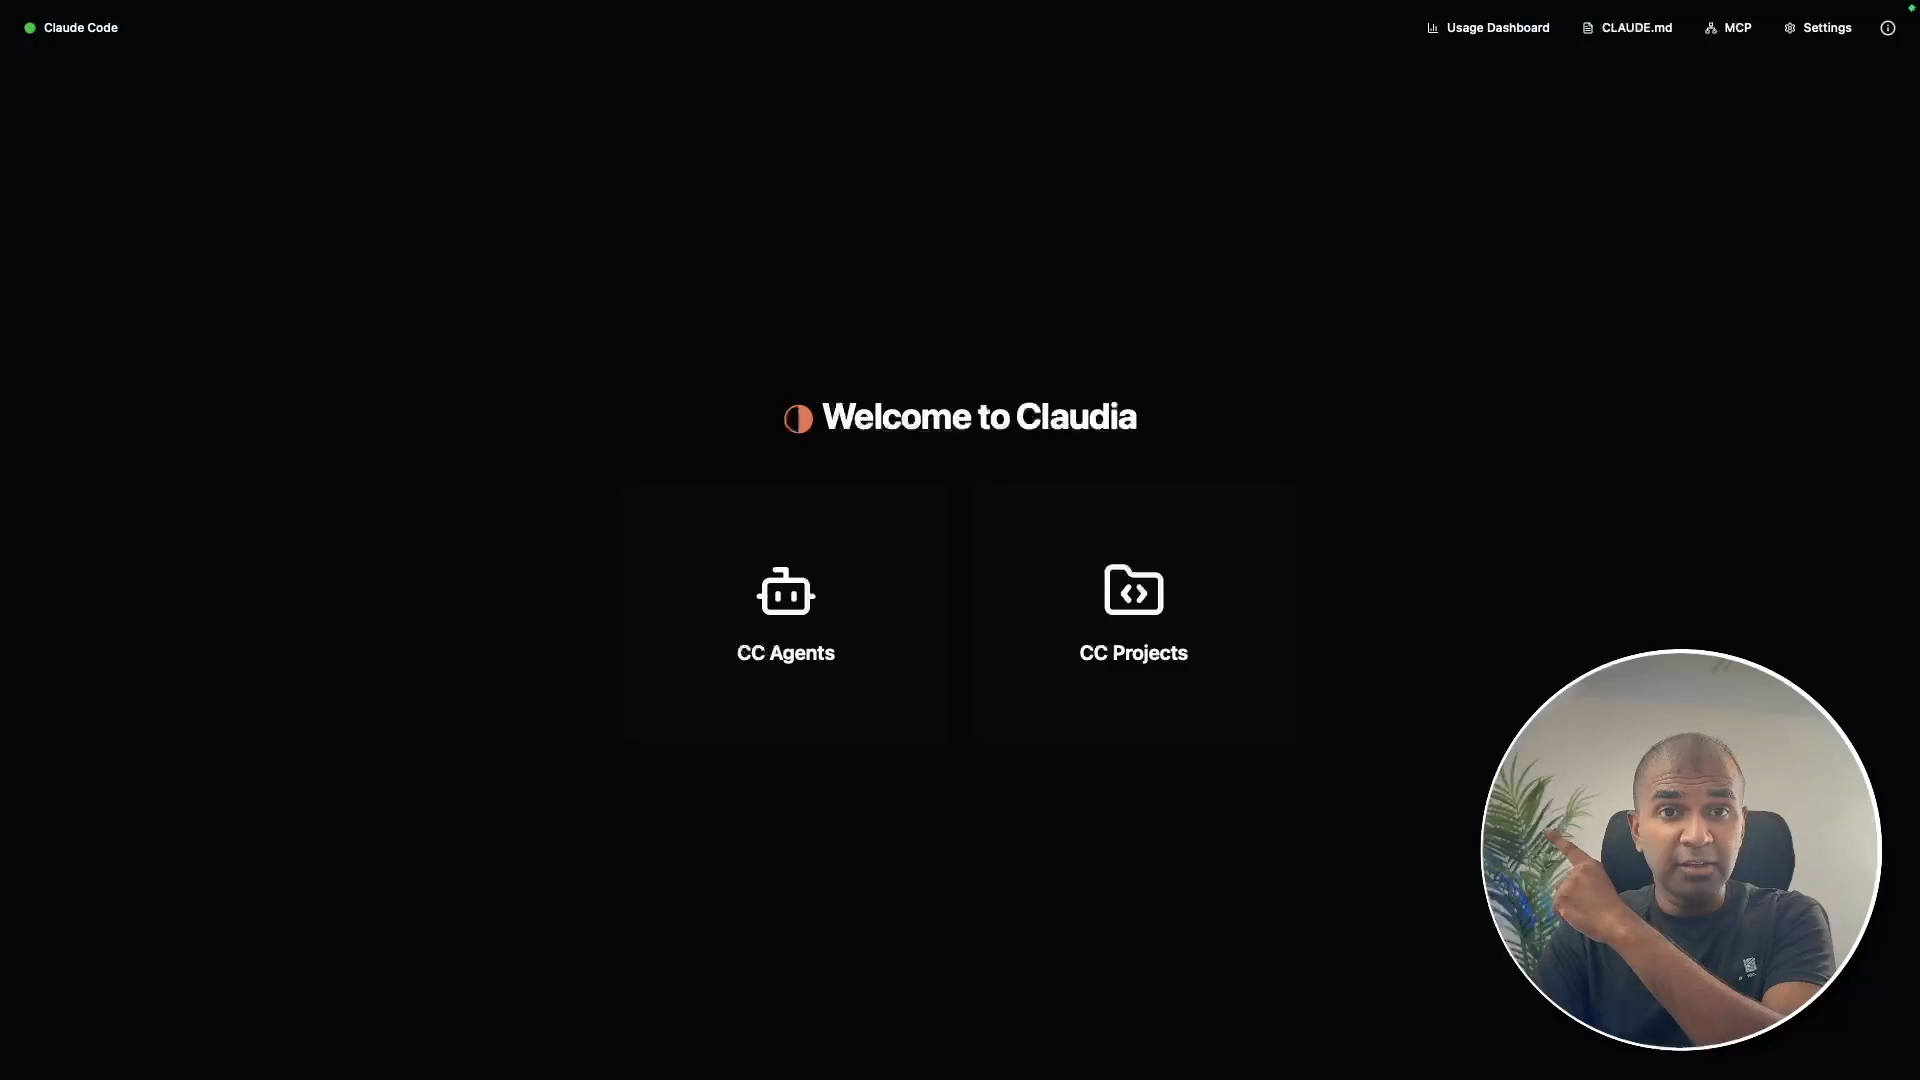 Claude Code
Usage Dashboard
CLAUDE.md
MCP
Settings
Welcome to Claudia
CC Agents
CC Projects